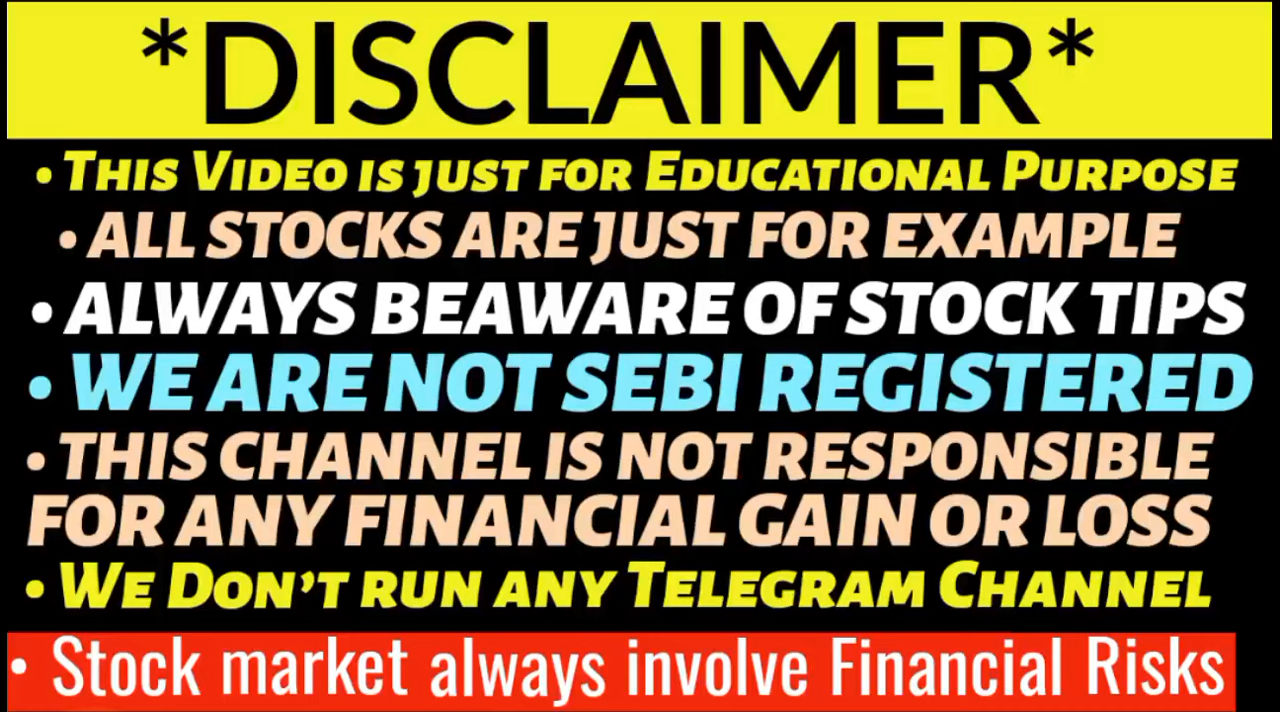 *DISCLAIMER*
• This Video is just for Educational Purpose
• ALL STOCKS ARE JUST FOR EXAMPLE
• ALWAYS BEAWARE OF STOCK TIPS
• WE ARE NOT SEBI REGISTERED
• THIS CHANNEL IS NOT RESPONSIBLE
FOR ANY FINANCIAL GAIN OR LOSS
• We Don't run any Telegram Channel
• Stock market always involve Financial Risks